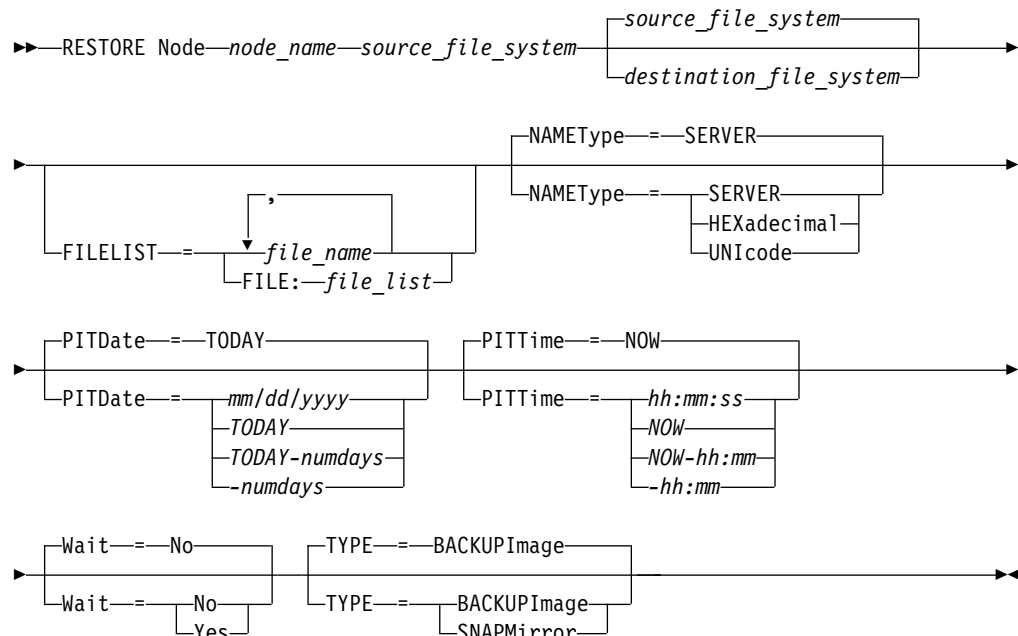 source_file_system
RESTORE Node node_name source_file_system
destination_file_system
NAMEType = SERVER
NAMEType = SERVER
,
HEXadecimal
FILELIST = file_name UNIcode
FILE: file_list
PITDate = TODAY PITTime = NOW
PITDate = mm/dd/yyyy PITTime = hh:mm:ss
TODAY NOW
TODAY-numdays NOW-hh:mm
-numdays -hh:mm
Wait = No TYPE = BACKUPImage
Wait = No TYPE = BACKUPImage
Yes SNAPMirror